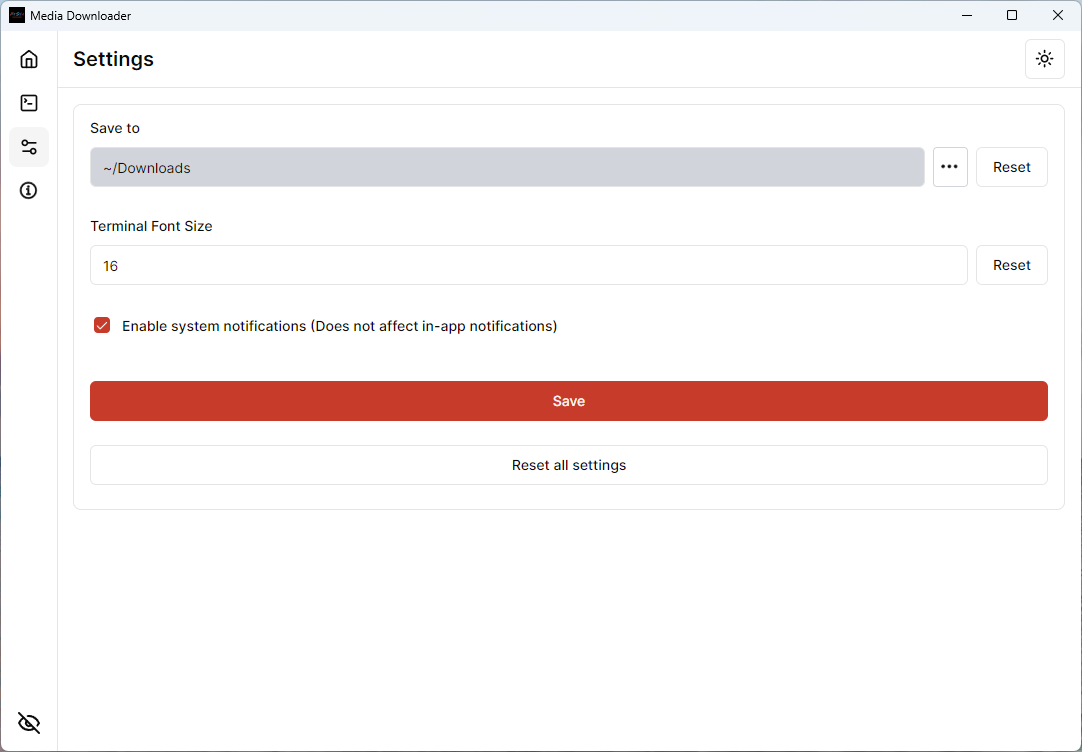 Media Downloader
Settings
Save to
~/Downloads
Reset
Terminal Font Size
16
Reset
Enable system notifications (Does not affect in-app notifications)
Save
Reset all settings